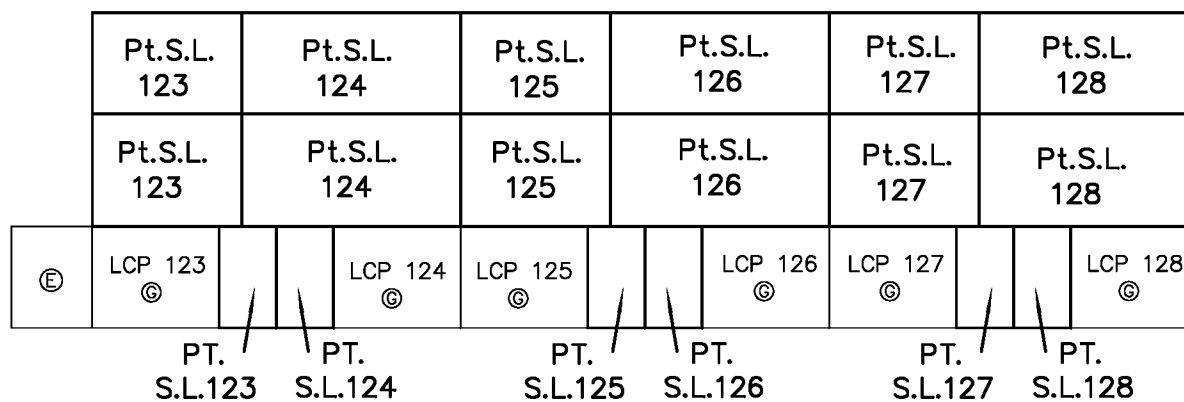 Pt.S.L.
123
Pt.S.L.
124
Pt.S.L.
125
Pt.S.L.
126
Pt.S.L.
127
Pt.S.L.
128
Pt.S.L.
123
Pt.S.L.
124
Pt.S.L.
125
Pt.S.L.
126
Pt.S.L.
127
Pt.S.L.
128
Ⓔ
LCP 123
Ⓖ
LCP 124
Ⓖ
LCP 125
Ⓖ
LCP 126
Ⓖ
LCP 127
Ⓖ
LCP 128
Ⓖ
PT.
S.L.123
PT.
S.L.124
PT.
S.L.125
PT.
S.L.126
PT.
S.L.127
PT.
S.L.128